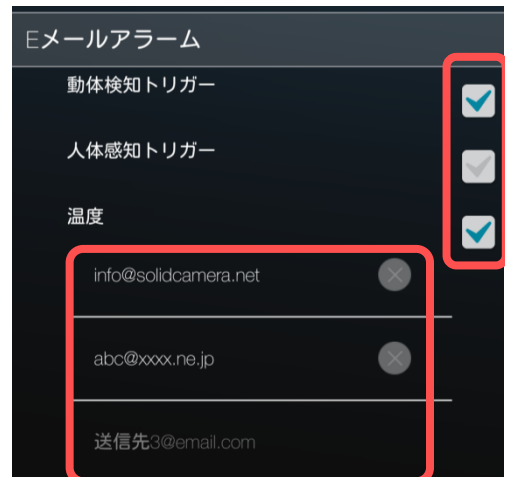 Eメールアラーム
動体検知トリガー
人体感知トリガー
温度
info@solidcamera.net
abc@xxxx.ne.jp
送信先3@email.com